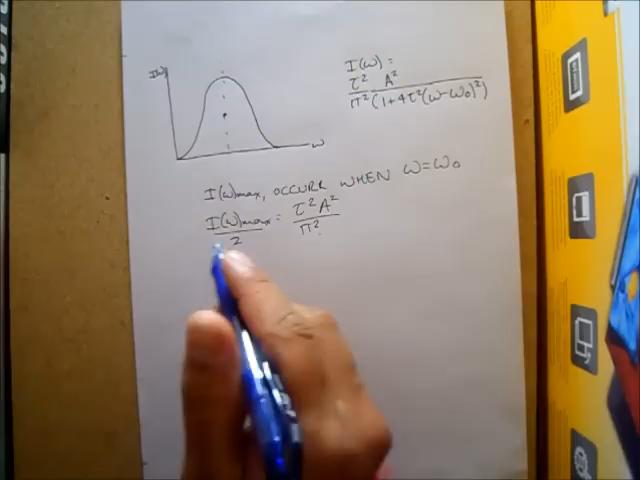 I(ω)
ω
I(ω) =
τ² A²
π² (1+4τ²(ω-ω₀)²)
I(ω)max, OCCURR WHEN ω=ω₀
I(ω)max = τ²A²
2 π²